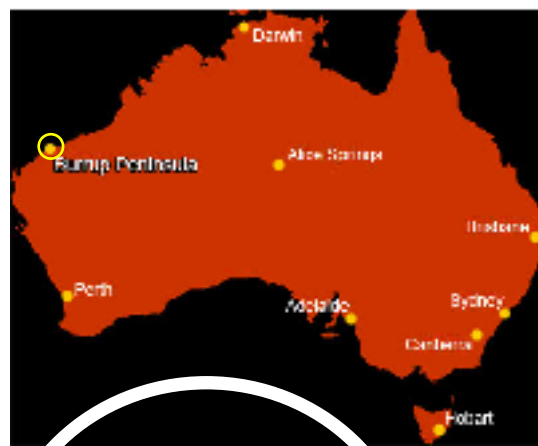 Darwin
Burrup Peninsula
Alice Springs
Brisbane
Perth
Adelaide
Sydney
Canberra
Hobart